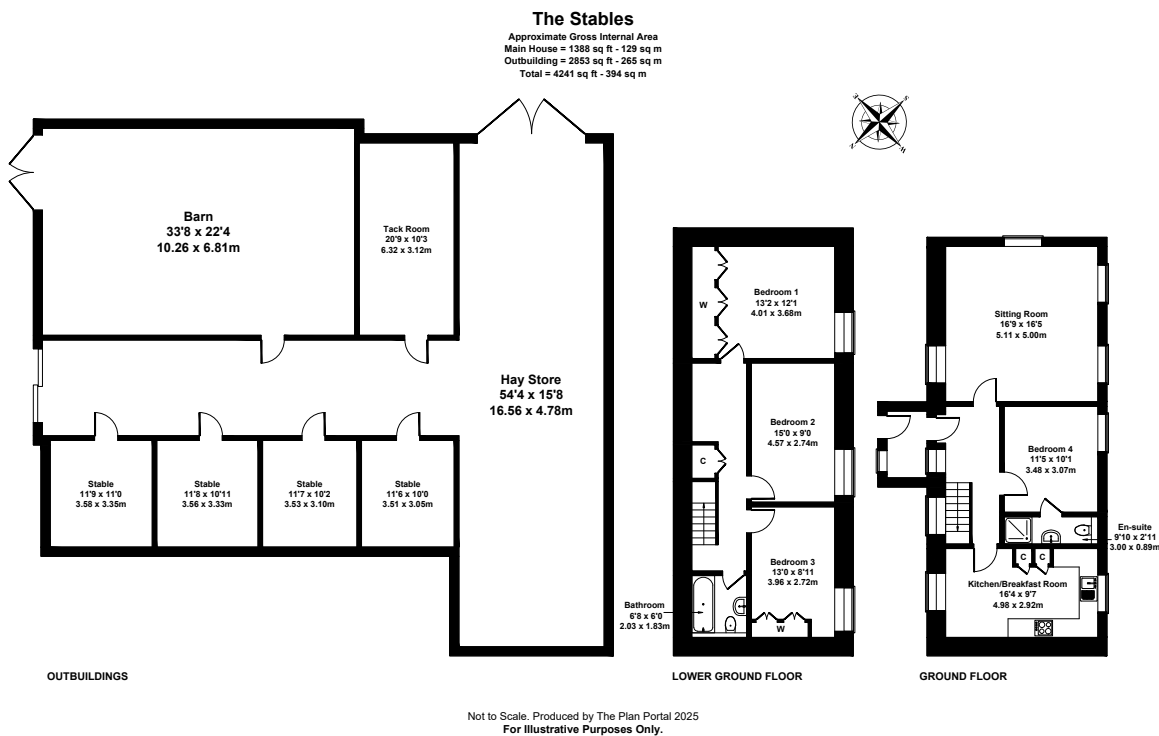 The Stables
Approximate Gross Internal Area
Main House = 1388 sq ft - 129 sq m
Outbuilding = 2853 sq ft - 265 sq m
Total = 4241 sq ft - 394 sq m
E
S
N
W
Barn
33'8 x 22'4
10.26 x 6.81m
Tack Room
20'9 x 10'3
6.32 x 3.12m
Hay Store
54'4 x 15'8
16.56 x 4.78m
Stable
11'9 x 11'0
3.58 x 3.35m
Stable
11'8 x 10'11
3.56 x 3.33m
Stable
11'7 x 10'2
3.53 x 3.10m
Stable
11'6 x 10'0
3.51 x 3.05m
OUTBUILDINGS
W
Bedroom 1
13'2 x 12'1
4.01 x 3.68m
Bedroom 2
15'0 x 9'0
4.57 x 2.74m
C
Bedroom 3
13'0 x 8'11
3.96 x 2.72m
W
Bathroom
6'8 x 6'0
2.03 x 1.83m
LOWER GROUND FLOOR
Sitting Room
16'9 x 16'5
5.11 x 5.00m
Bedroom 4
11'5 x 10'1
3.48 x 3.07m
En-suite
9'10 x 2'11
3.00 x 0.89m
C
C
Kitchen/Breakfast Room
16'4 x 9'7
4.98 x 2.92m
GROUND FLOOR
Not to Scale. Produced by The Plan Portal 2025
For Illustrative Purposes Only.